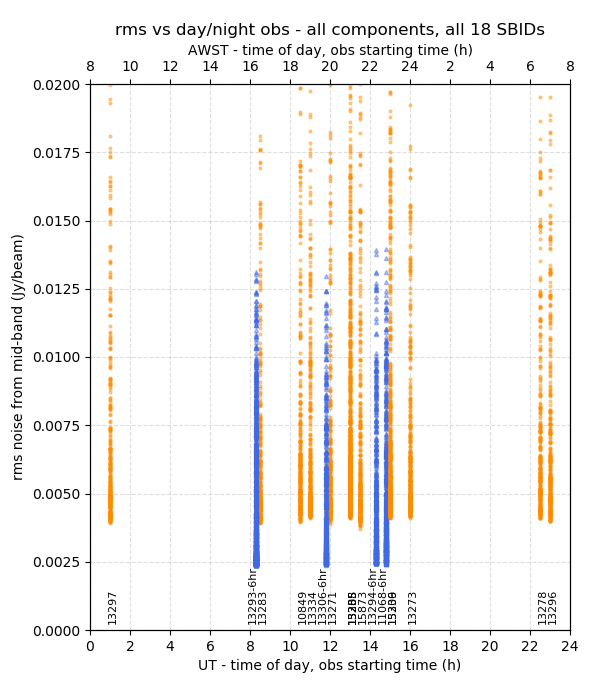 rms vs day/night obs - all components, all 18 SBIDs
AWST - time of day, obs starting time (h)
8 10 12 14 16 18 20 22 24 2 4 6 8
0.0200
0.0175
0.0150
0.0125
0.0100
0.0075
0.0050
0.0025
0.0000
rms noise from mid-band (Jy/beam)
13297
13293-6hr
13283
10849
13334
13306-6hr
13271
15873
13294-6hr
11068-6hr
13273
13278
13296
0 2 4 6 8 10 12 14 16 18 20 22 24
UT - time of day, obs starting time (h)